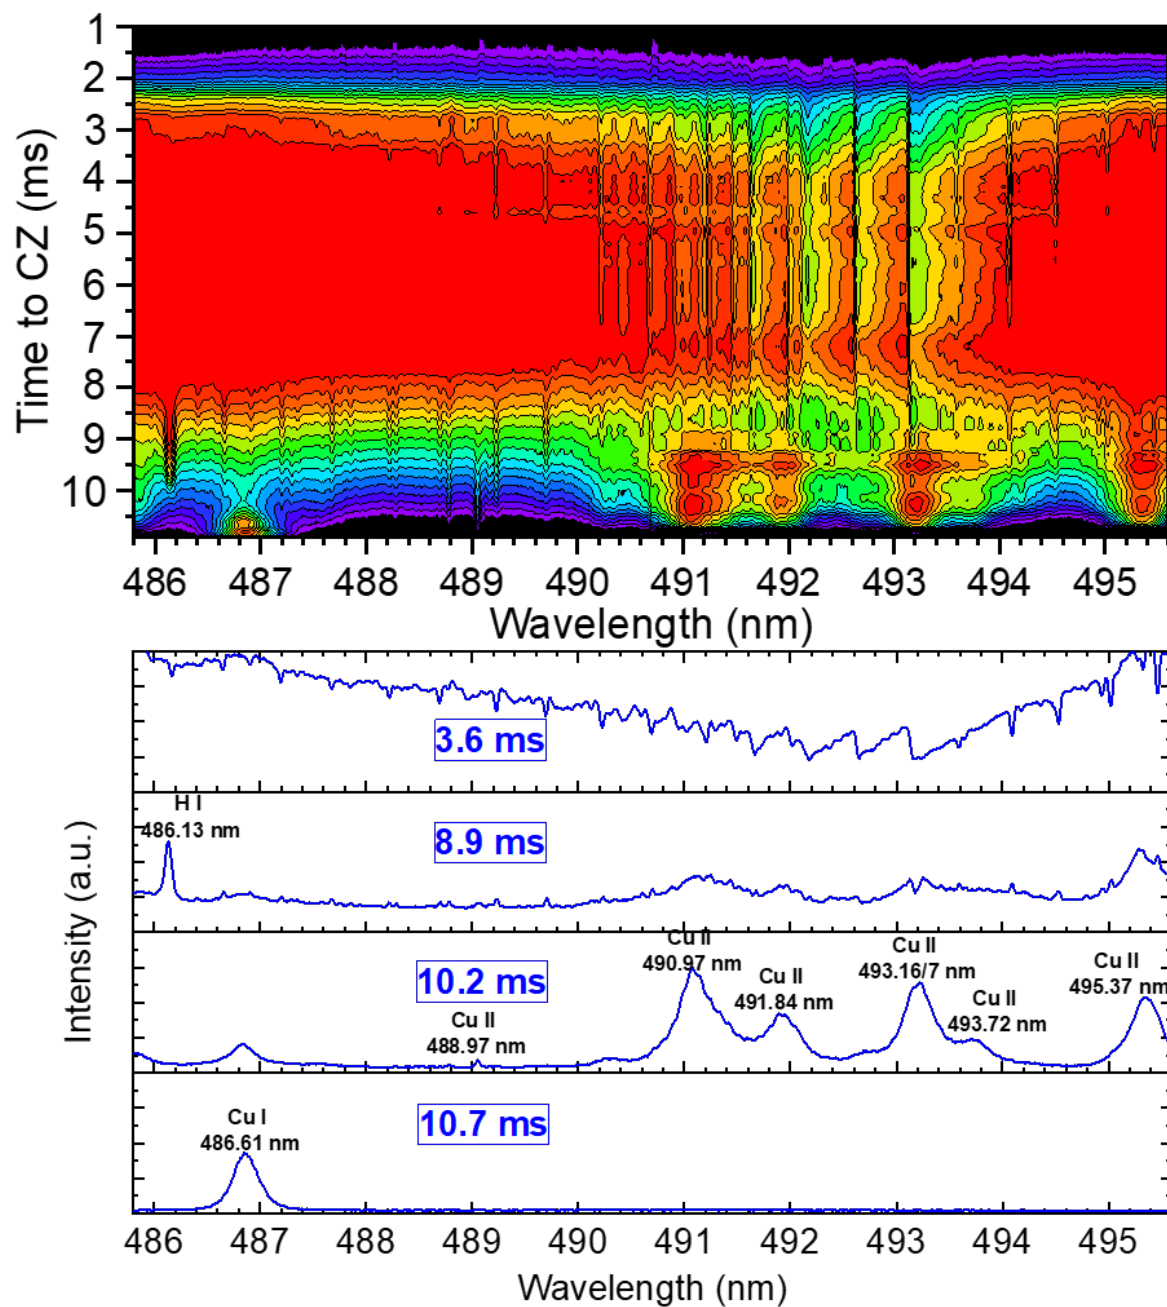 1
2
3
4
5
6
7
8
9
10
Time to CZ (ms)
486 487 488 489 490 491 492 493 494 495
Wavelength (nm)
3.6 ms
H I
486.13 nm
8.9 ms
Intensity (a.u.)
10.2 ms
Cu II
488.97 nm
Cu II
490.97 nm
Cu II
491.84 nm
Cu II
493.16/7 nm
Cu II
493.72 nm
Cu II
495.37 nm
10.7 ms
Cu I
486.61 nm
486 487 488 489 490 491 492 493 494 495
Wavelength (nm)